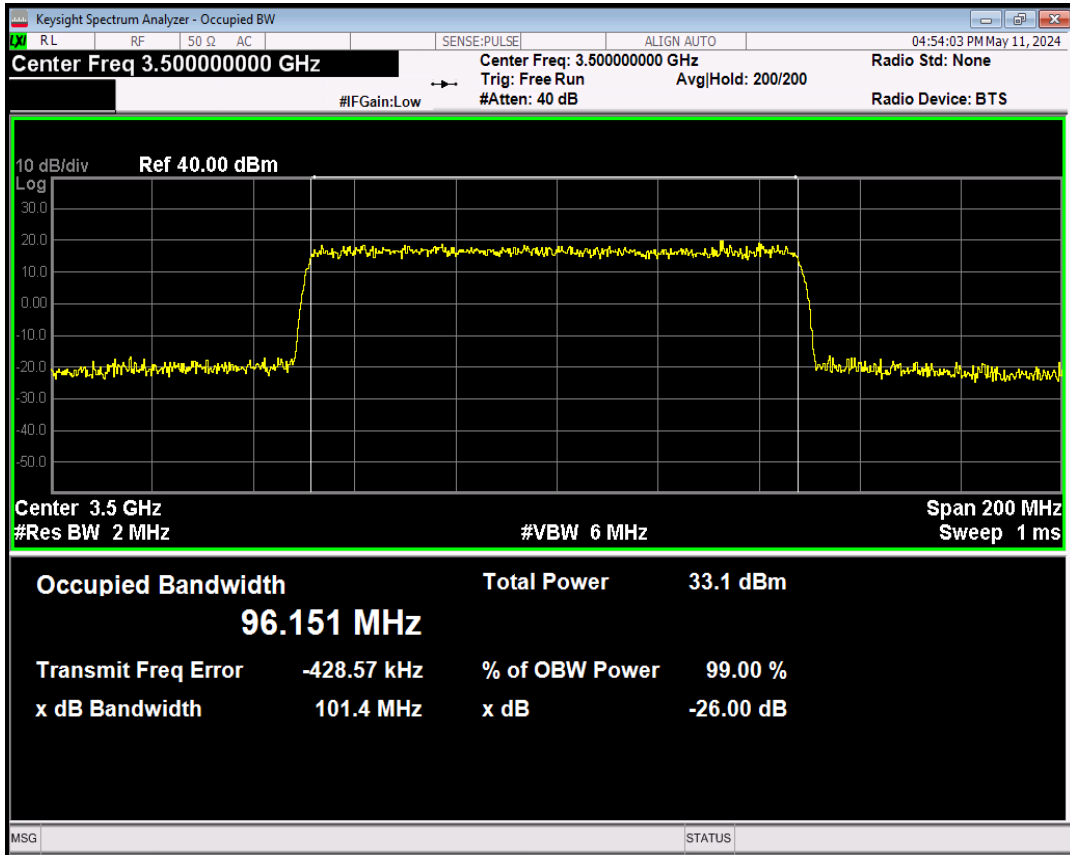 Keysight Spectrum Analyzer - Occupied BW
LXI RL RF 50 Ω AC SENSE:PULSE ALIGN AUTO 04:54:03 PM May 11, 2024
Center Freq 3.500000000 GHz Center Freq: 3.500000000 GHz Radio Std: None
Trig: Free Run Avg|Hold: 200/200
#IFGain:Low #Atten: 40 dB Radio Device: BTS
10 dB/div Ref 40.00 dBm
Log
30.0
20.0
10.0
0.00
-10.0
-20.0
-30.0
-40.0
-50.0
Center 3.5 GHz Span 200 MHz
#Res BW 2 MHz #VBW 6 MHz Sweep 1 ms
Occupied Bandwidth Total Power 33.1 dBm
96.151 MHz
Transmit Freq Error -428.57 kHz % of OBW Power 99.00 %
x dB Bandwidth 101.4 MHz x dB -26.00 dB
MSG STATUS